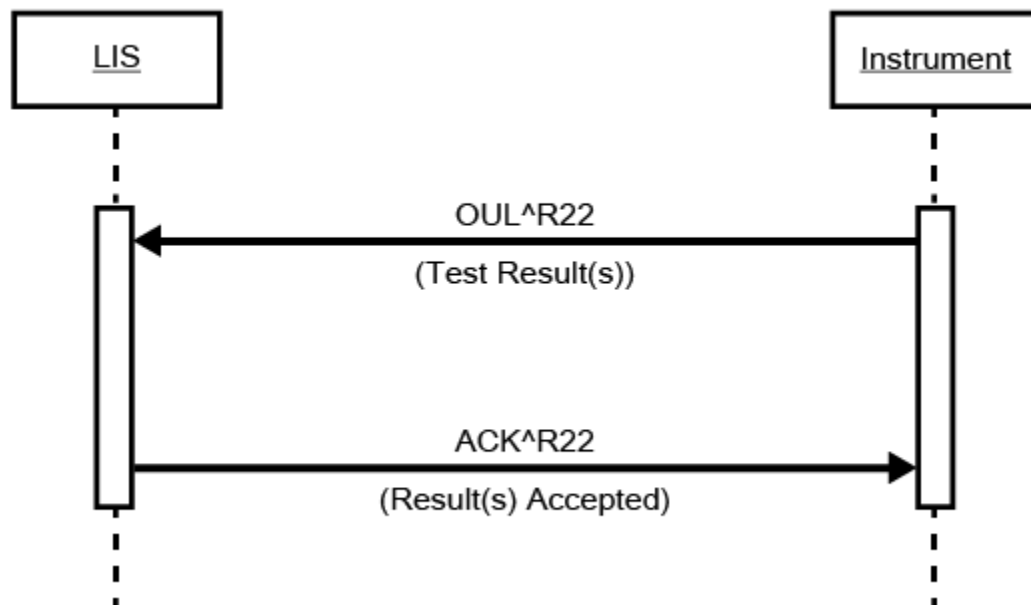 LIS
Instrument
OUL^R22
(Test Result(s))
ACK^R22
(Result(s) Accepted)